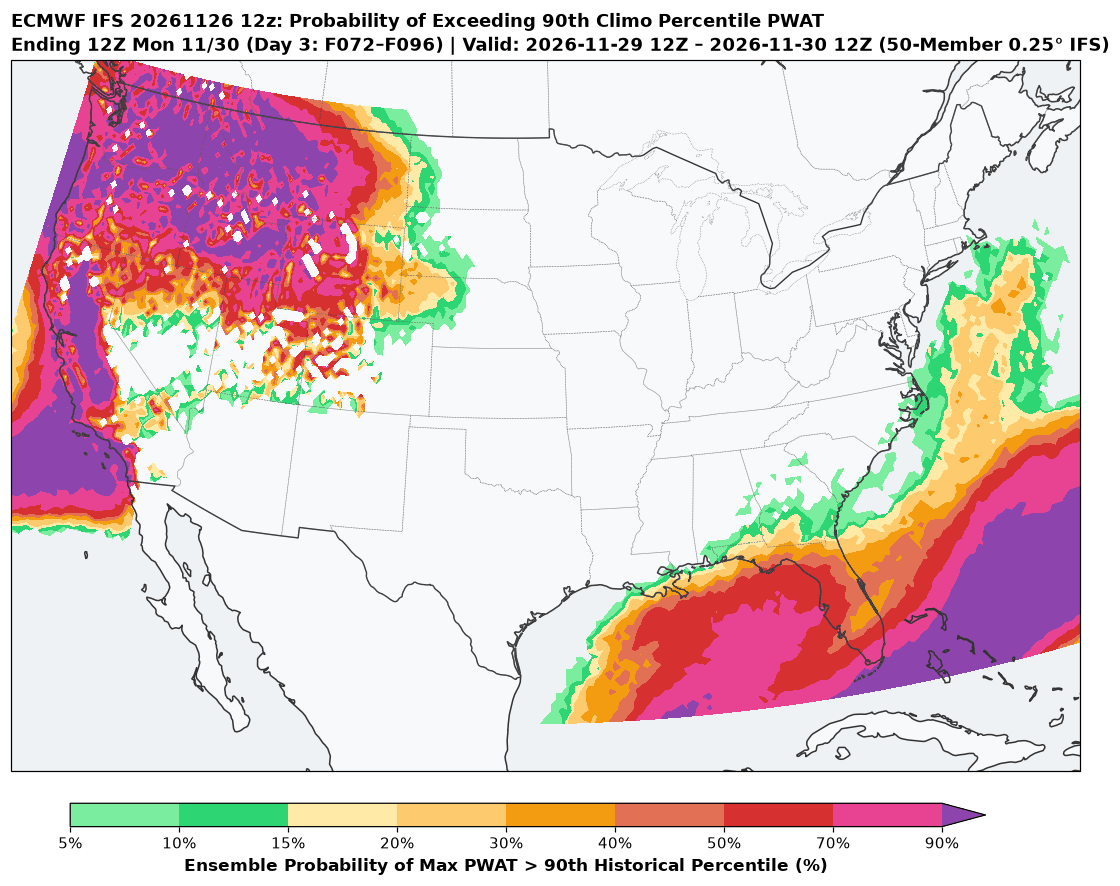 ECMWF IFS 20261126 12z: Probability of Exceeding 90th Climo Percentile PWAT
Ending 12Z Mon 11/30 (Day 3: F072–F096) | Valid: 2026-11-29 12Z – 2026-11-30 12Z (50-Member 0.25° IFS)
5% 10% 15% 20% 30% 40% 50% 70% 90%
Ensemble Probability of Max PWAT > 90th Historical Percentile (%)